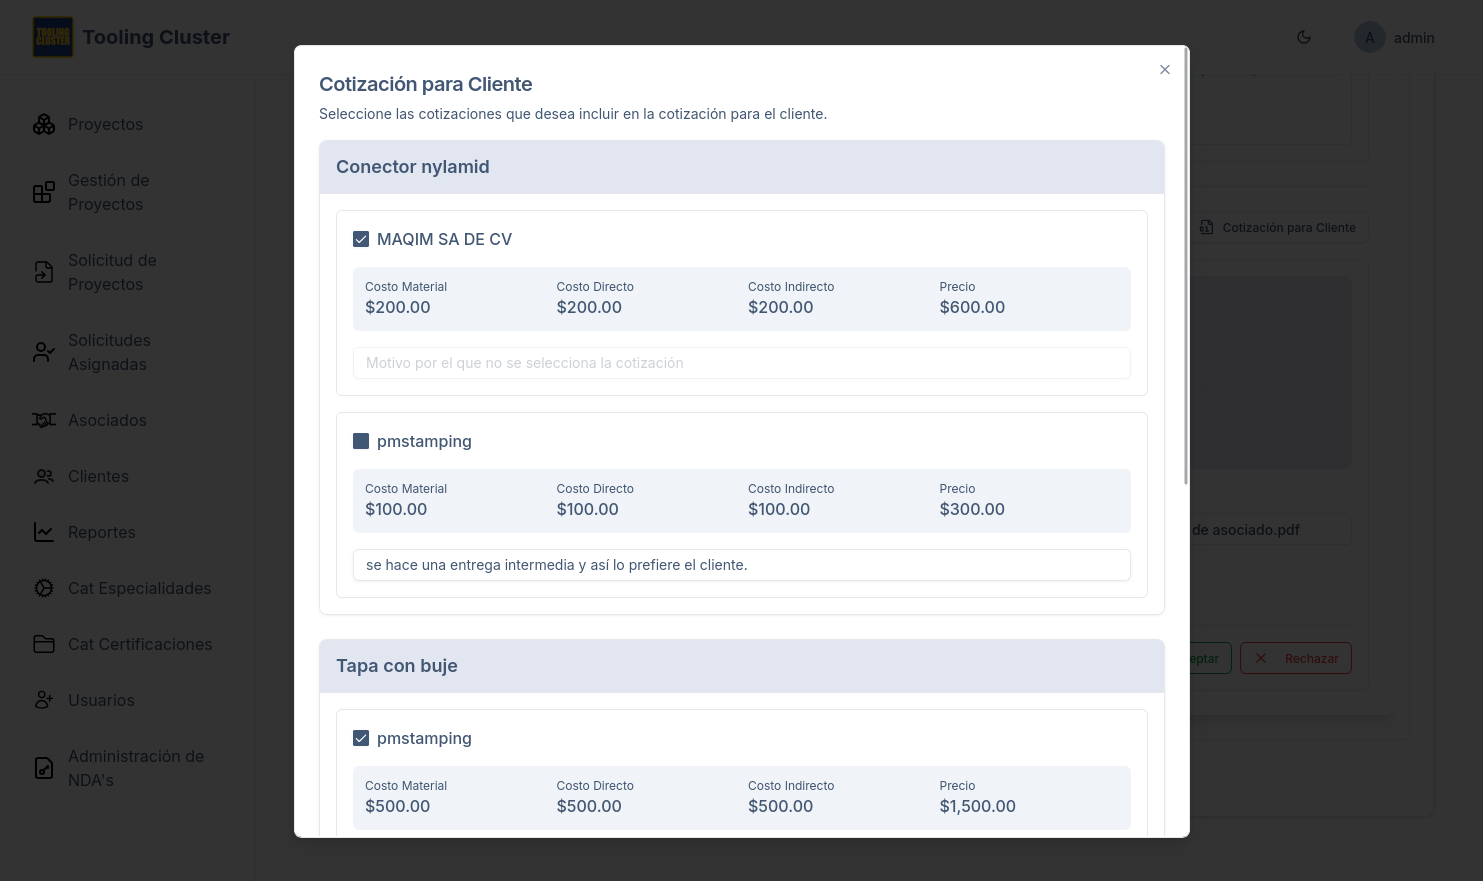 TOOLING
CLUSTER
Tooling Cluster
A
admin
Proyectos
Gestión de
Proyectos
Solicitud de
Proyectos
Solicitudes
Asignadas
Asociados
Clientes
Reportes
Cat Especialidades
Cat Certificaciones
Usuarios
Administración de
NDA's
Cotización para Cliente
Seleccione las cotizaciones que desea incluir en la cotización para el cliente.
Conector nylamid
MAQIM SA DE CV
Costo Material
Costo Directo
Costo Indirecto
Precio
$200.00
$200.00
$200.00
$600.00
Motivo por el que no se selecciona la cotización
pmstamping
Costo Material
Costo Directo
Costo Indirecto
Precio
$100.00
$100.00
$100.00
$300.00
se hace una entrega intermedia y así lo prefiere el cliente.
Tapa con buje
pmstamping
Costo Material
Costo Directo
Costo Indirecto
Precio
$500.00
$500.00
$500.00
$1,500.00
Cotización para Cliente
de asociado.pdf
eptar
Rechazar